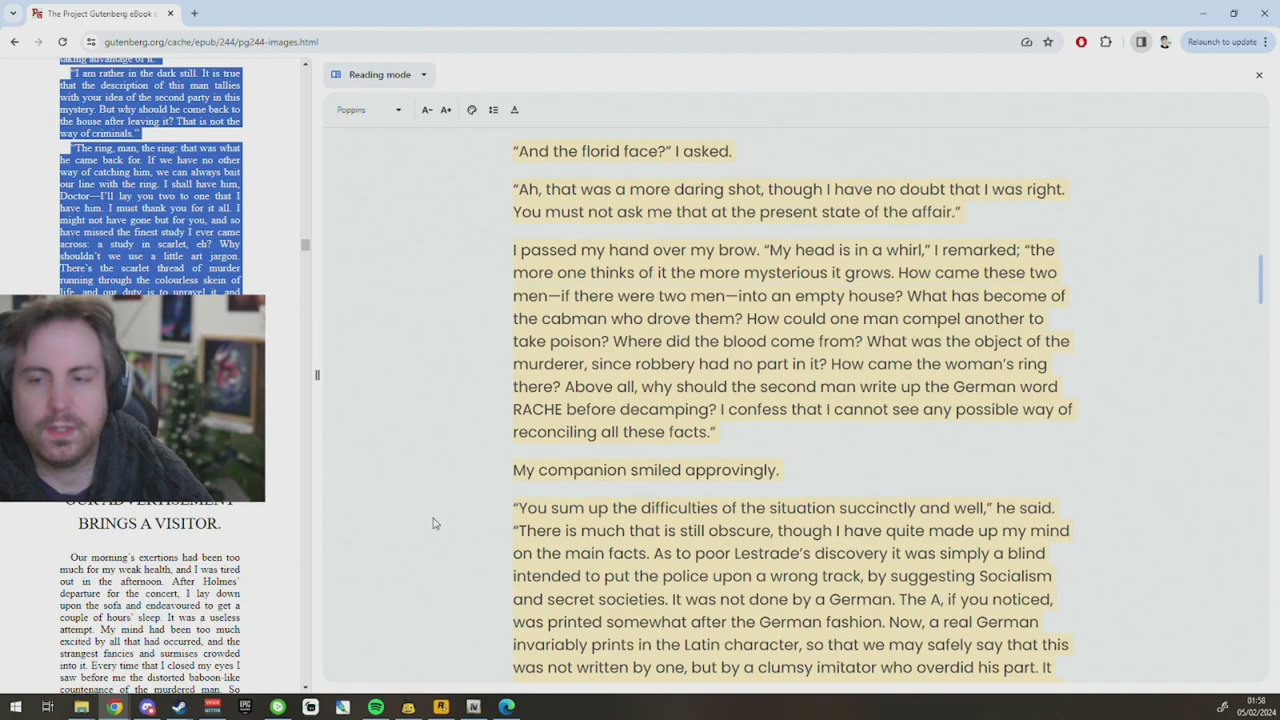 The Project Gutenberg eBook o
gutenberg.org/cache/epub/244/pg244-images.html
Relaunch to update
taking advantage of it.”
“I am rather in the dark still. It is true
that the description of this man tallies
with your idea of the second party in this
mystery. But why should he come back to
the house after leaving it? That is not the
way of criminals.”
“The ring, man, the ring: that was what
he came back for. If we have no other
way of catching him, we can always bait
our line with the ring. I shall have him,
Doctor—I’ll lay you two to one that I
have him. I must thank you for it all. I
might not have gone but for you, and so
have missed the finest study I ever came
across: a study in scarlet, eh? Why
shouldn’t we use a little art jargon.
There’s the scarlet thread of murder
running through the colourless skein of
life, and our duty is to unravel it, and
OUR ADVERTISEMENT
BRINGS A VISITOR.
Our morning’s exertions had been too
much for my weak health, and I was tired
out in the afternoon. After Holmes’
departure for the concert, I lay down
upon the sofa and endeavoured to get a
couple of hours’ sleep. It was a useless
attempt. My mind had been too much
excited by all that had occurred, and the
strangest fancies and surmises crowded
into it. Every time that I closed my eyes I
saw before me the distorted baboon-like
countenance of the murdered man. So
Reading mode
Poppins
A-
A+
“And the florid face?” I asked.
“Ah, that was a more daring shot, though I have no doubt that I was right.
You must not ask me that at the present state of the affair.”
I passed my hand over my brow. “My head is in a whirl,” I remarked; “the
more one thinks of it the more mysterious it grows. How came these two
men—if there were two men—into an empty house? What has become of
the cabman who drove them? How could one man compel another to
take poison? Where did the blood come from? What was the object of the
murderer, since robbery had no part in it? How came the woman’s ring
there? Above all, why should the second man write up the German word
RACHE before decamping? I confess that I cannot see any possible way of
reconciling all these facts.”
My companion smiled approvingly.
“You sum up the difficulties of the situation succinctly and well,” he said.
“There is much that is still obscure, though I have quite made up my mind
on the main facts. As to poor Lestrade’s discovery it was simply a blind
intended to put the police upon a wrong track, by suggesting Socialism
and secret societies. It was not done by a German. The A, if you noticed,
was printed somewhat after the German fashion. Now, a real German
invariably prints in the Latin character, so that we may safely say that this
was not written by one, but by a clumsy imitator who overdid his part. It
01:58
05/02/2024